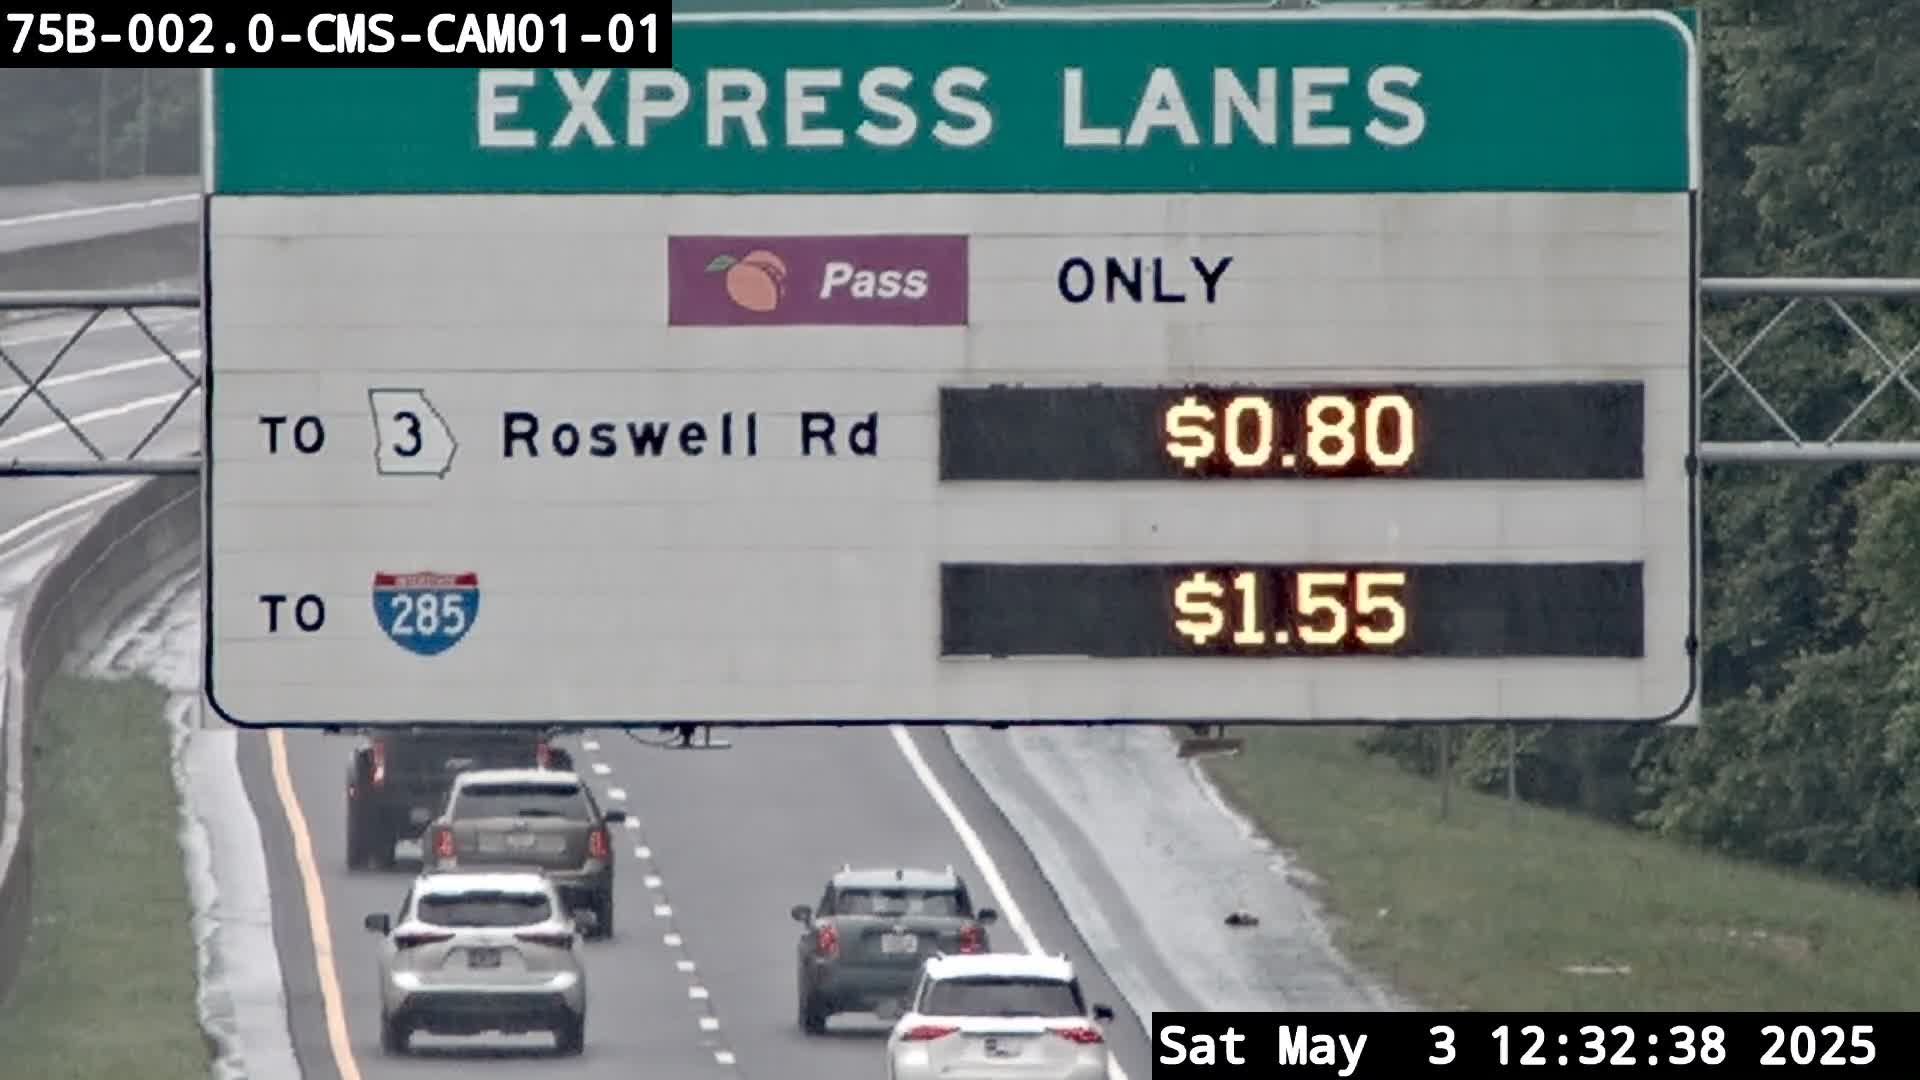 75B-002.0-CMS-CAM01-01
EXPRESS LANES
Pass ONLY
TO 3 Roswell Rd $0.80
TO INTERSTATE 285 $1.55
Sat May 3 12:32:38 2025